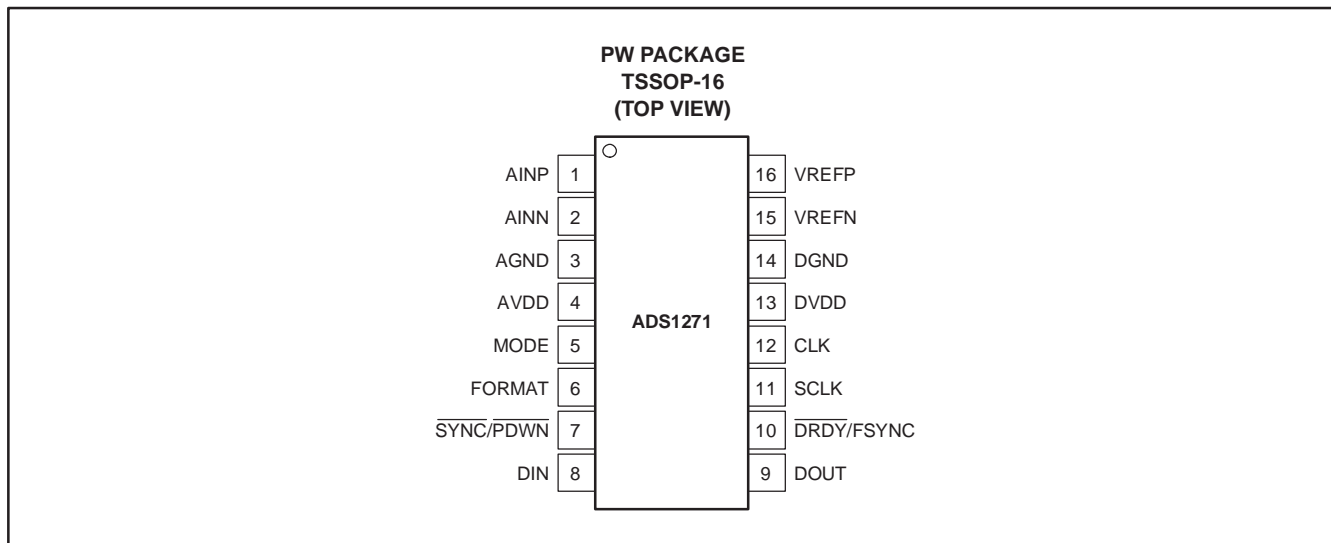 PW PACKAGE
TSSOP-16
(TOP VIEW)
AINP 1 16 VREFP
AINN 2 15 VREFN
AGND 3 14 DGND
AVDD 4 13 DVDD
ADS1271
MODE 5 12 CLK
FORMAT 6 11 SCLK
SYNC/PDWN 7 10 DRDY/FSYNC
DIN 8 9 DOUT